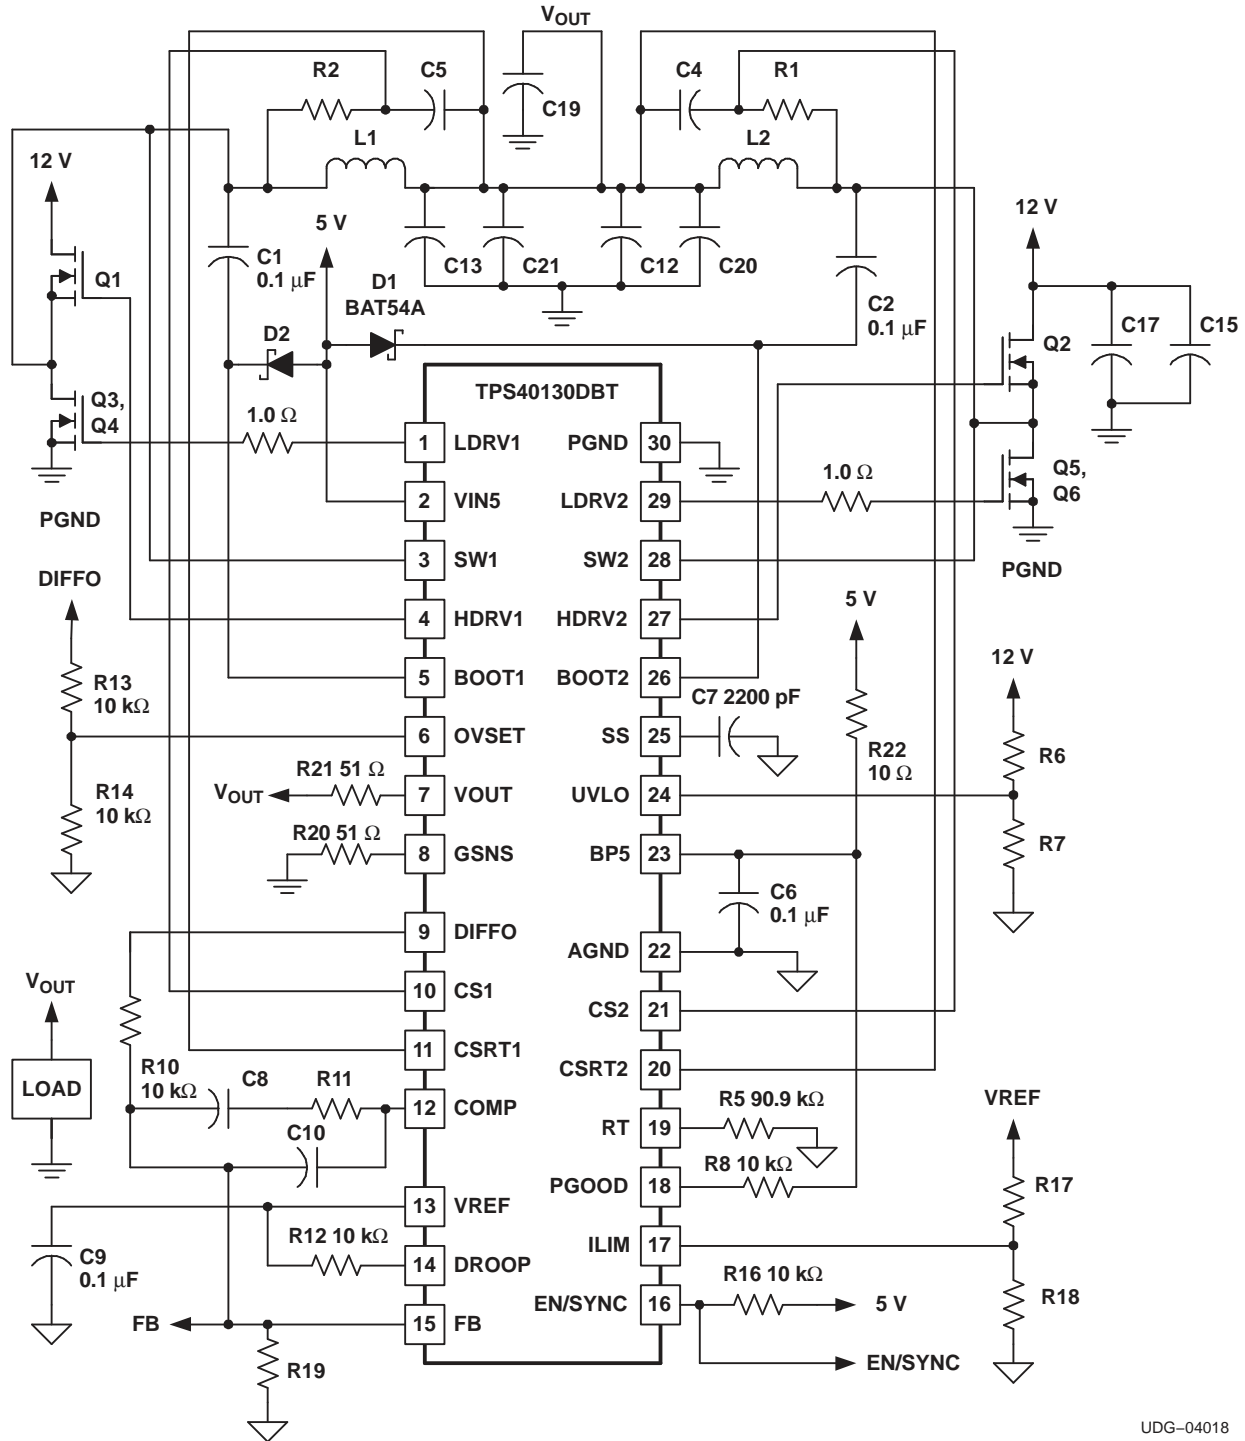 VOUT
R2
C5
C4
R1
C19
L1
L2
12 V
5 V
12 V
C1
0.1 μF
C13
C21
C12
C20
Q1
D1
BAT54A
C2
0.1 μF
C17
C15
D2
Q2
TPS40130DBT
Q3,
Q4
1.0 Ω
1
LDRV1
PGND
30
1.0 Ω
Q5,
Q6
2
VIN5
LDRV2
29
PGND
3
SW1
SW2
28
PGND
DIFFO
5 V
4
HDRV1
HDRV2
27
12 V
R13
10 kΩ
5
BOOT1
BOOT2
26
C7 2200 pF
6
OVSET
SS
25
R22
10 Ω
R6
R21 51 Ω
R14
10 kΩ
VOUT
7
VOUT
UVLO
24
R20 51 Ω
8
GSNS
BP5
23
R7
C6
0.1 μF
9
DIFFO
AGND
22
VOUT
10
CS1
CS2
21
11
CSRT1
CSRT2
20
LOAD
R10
10 kΩ
C8
R11
R5 90.9 kΩ
VREF
12
COMP
RT
19
C10
R8 10 kΩ
13
VREF
PGOOD
18
R17
R12 10 kΩ
C9
0.1 μF
14
DROOP
ILIM
17
R16 10 kΩ
EN/SYNC
16
5 V
R18
FB
15
FB
EN/SYNC
R19
UDG–04018